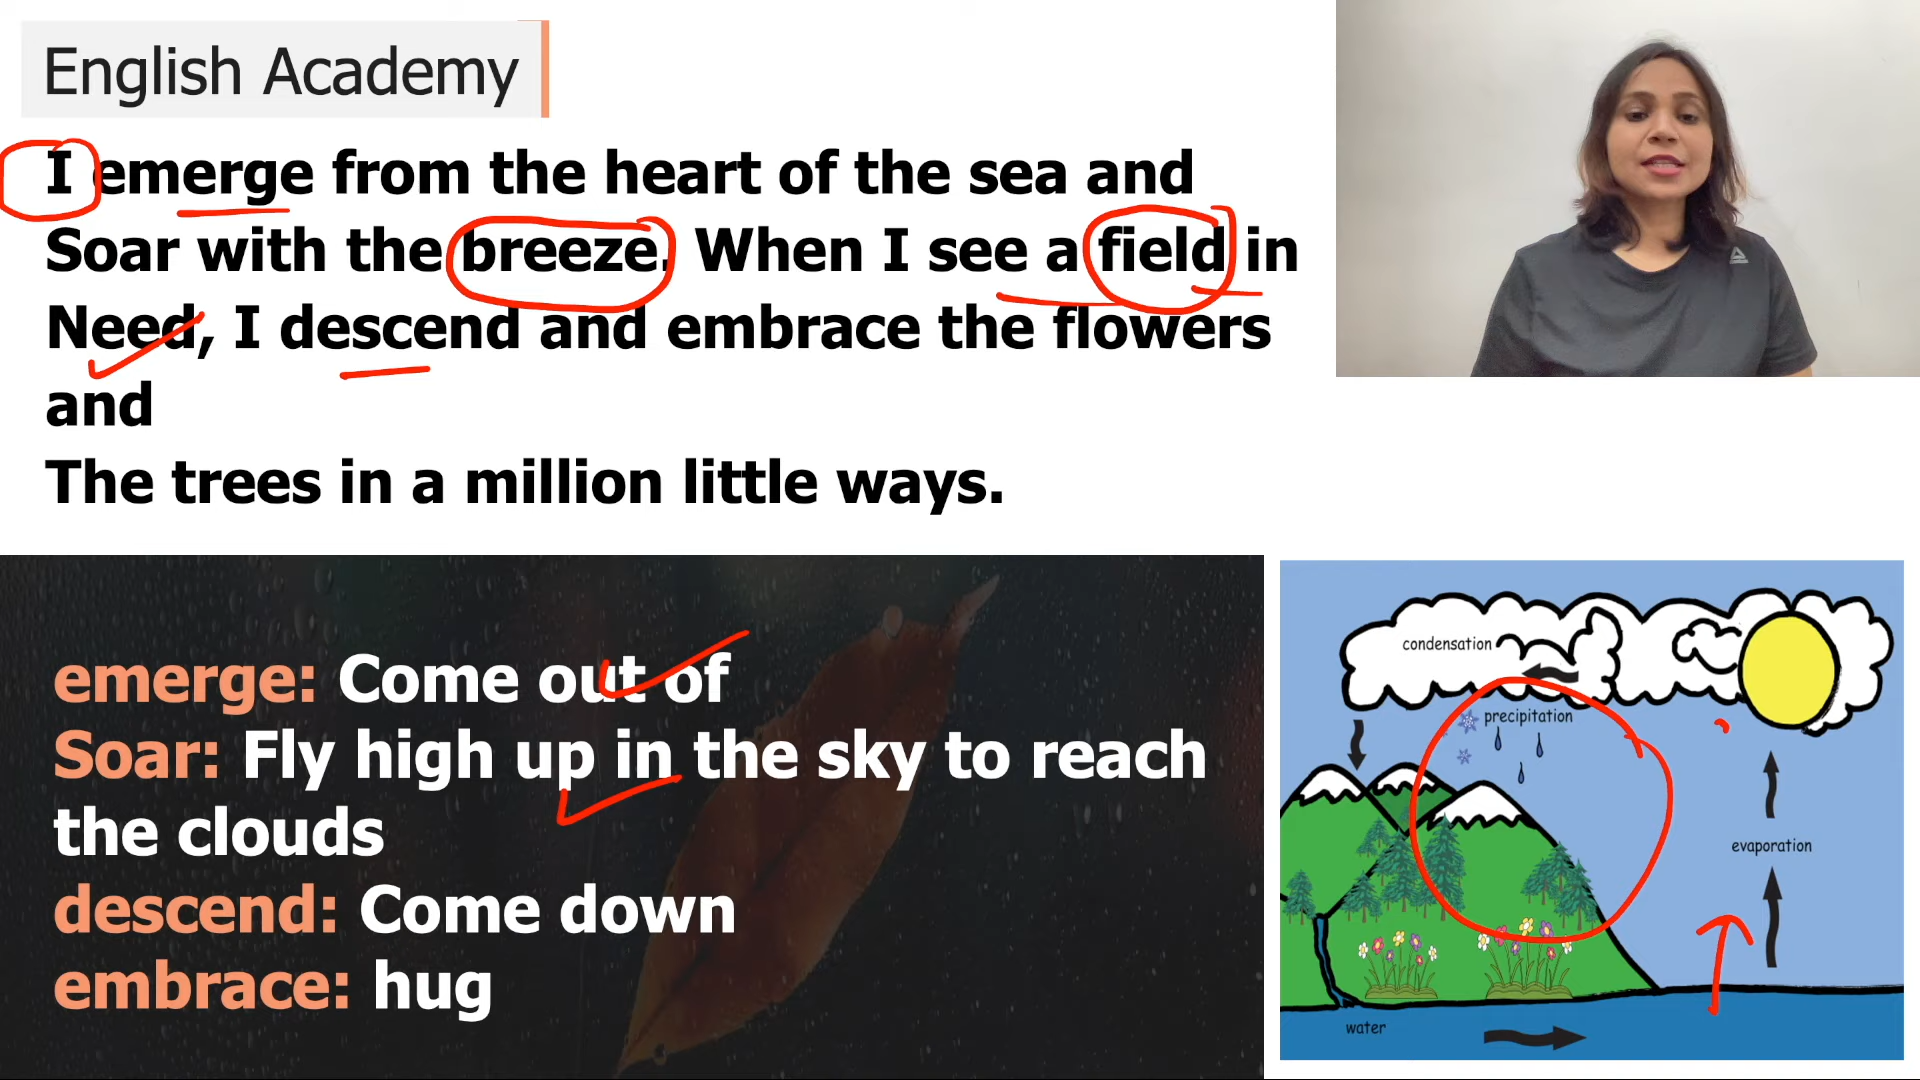 English Academy
I emerge from the heart of the sea and
Soar with the breeze. When I see a field in
Need, I descend and embrace the flowers
and
The trees in a million little ways.
emerge: Come out of
Soar: Fly high up in the sky to reach
the clouds
descend: Come down
embrace: hug
condensation
precipitation
evaporation
water